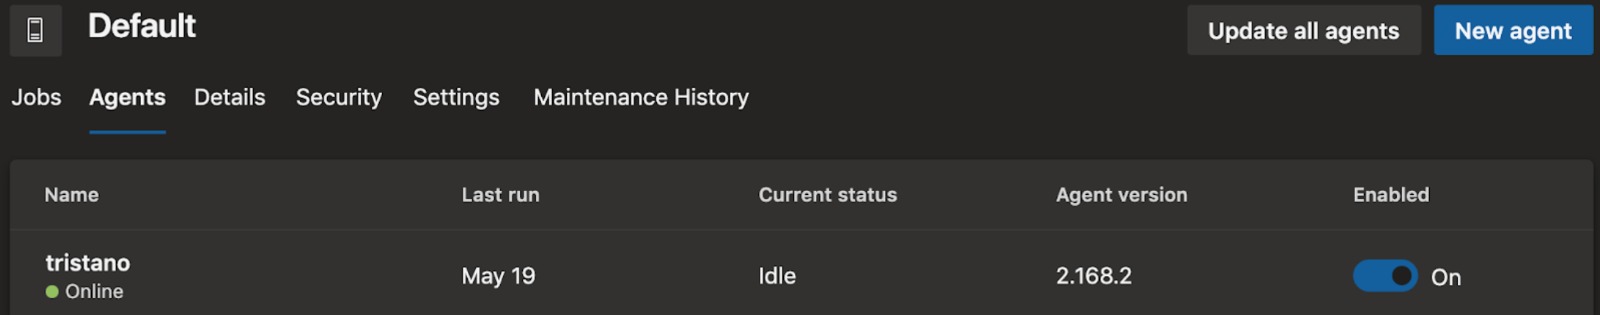 Default
Update all agents
New agent
Jobs Agents Details Security Settings Maintenance History
Name Last run Current status Agent version Enabled
tristano May 19 Idle 2.168.2 On
Online